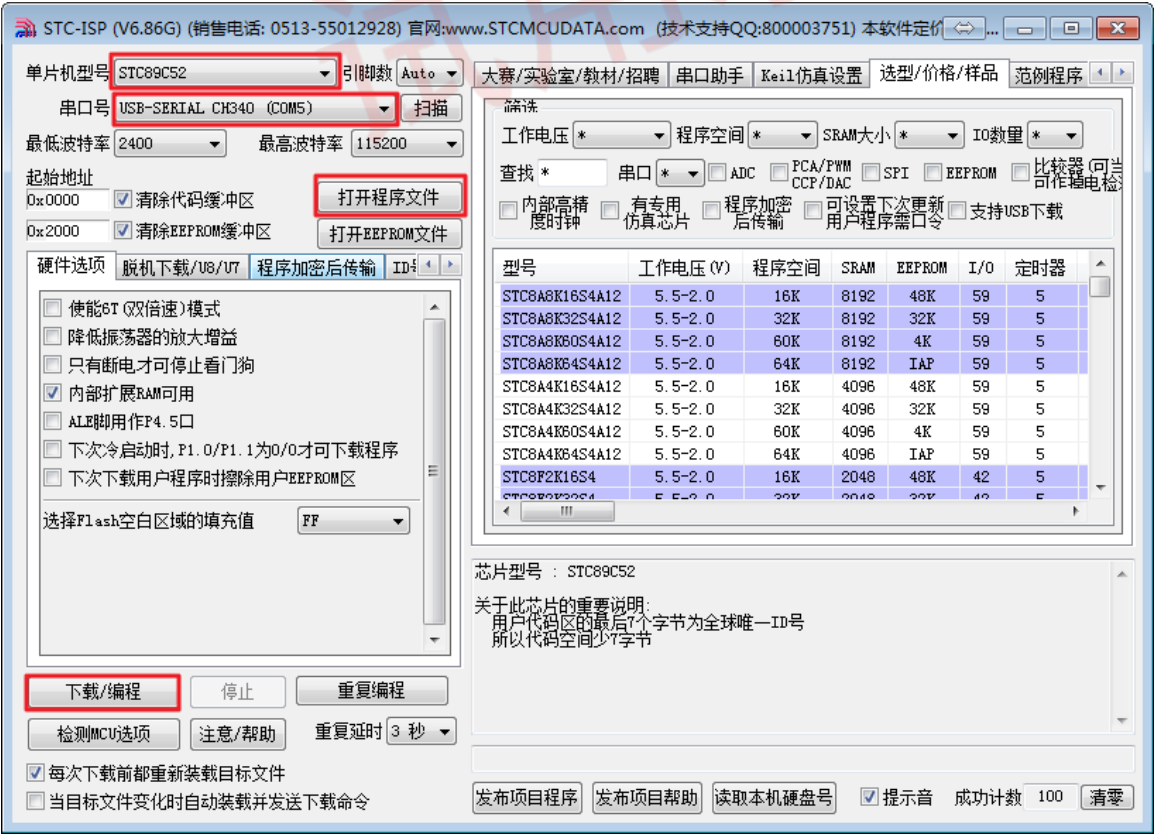 STC-ISP (V6.86G) (销售电话: 0513-55012928) 官网:www.STCMCUDATA.com (技术支持QQ:800003751) 本软件定价 ...
单片机型号 STC89C52 引脚数 Auto
串口号 USB-SERIAL CH340 (COM5) 扫描
最低波特率 2400 最高波特率 115200
起始地址
0x0000 清除代码缓冲区 打开程序文件
0x2000 清除EEPROM缓冲区 打开EEPROM文件
硬件选项 脱机下载/U8/U7 程序加密后传输
使能6T(双倍速)模式
降低振荡器的放大增益
只有断电才可停止看门狗
内部扩展RAM可用
ALE脚用作P4.5口
下次冷启动时,P1.0/P1.1为0/0才可下载程序
下次下载用户程序时擦除用户EEPROM区
选择Flash空白区域的填充值 FF
下载/编程 停止 重复编程
检测MCU选项 注意/帮助 重复延时 3 秒
每次下载前都重新装载目标文件
当目标文件变化时自动装载并发送下载命令
大赛/实验室/教材/招聘 串口助手 Keil仿真设置 选型/价格/样品 范例程序
筛选
工作电压 * 程序空间 * SRAM大小 * IO数量 *
查找 * 串口 * ADC PCA/PWM CCP/DAC SPI EEPROM 比较器(可当
可作掉电检
内部高精度时钟 有专用仿真芯片 程序加密后传输 可设置下次更新用户程序需口令 支持USB下载
型号 工作电压(V) 程序空间 SRAM EEPROM I/O 定时器
STC8A8K16S4A12 5.5-2.0 16K 8192 48K 59 5
STC8A8K32S4A12 5.5-2.0 32K 8192 32K 59 5
STC8A8K60S4A12 5.5-2.0 60K 8192 4K 59 5
STC8A8K64S4A12 5.5-2.0 64K 8192 IAP 59 5
STC8A4K16S4A12 5.5-2.0 16K 4096 48K 59 5
STC8A4K32S4A12 5.5-2.0 32K 4096 32K 59 5
STC8A4K60S4A12 5.5-2.0 60K 4096 4K 59 5
STC8A4K64S4A12 5.5-2.0 64K 4096 IAP 59 5
STC8F2K16S4 5.5-2.0 16K 2048 48K 42 5
STC8F2K32S4 5.5-2.0 32K 2048 32K 42 5
芯片型号 : STC89C52
关于此芯片的重要说明:
用户代码区的最后7个字节为全球唯一ID号
所以代码空间少7字节
发布项目程序 发布项目帮助 读取本机硬盘号 提示音 成功计数 100 清零